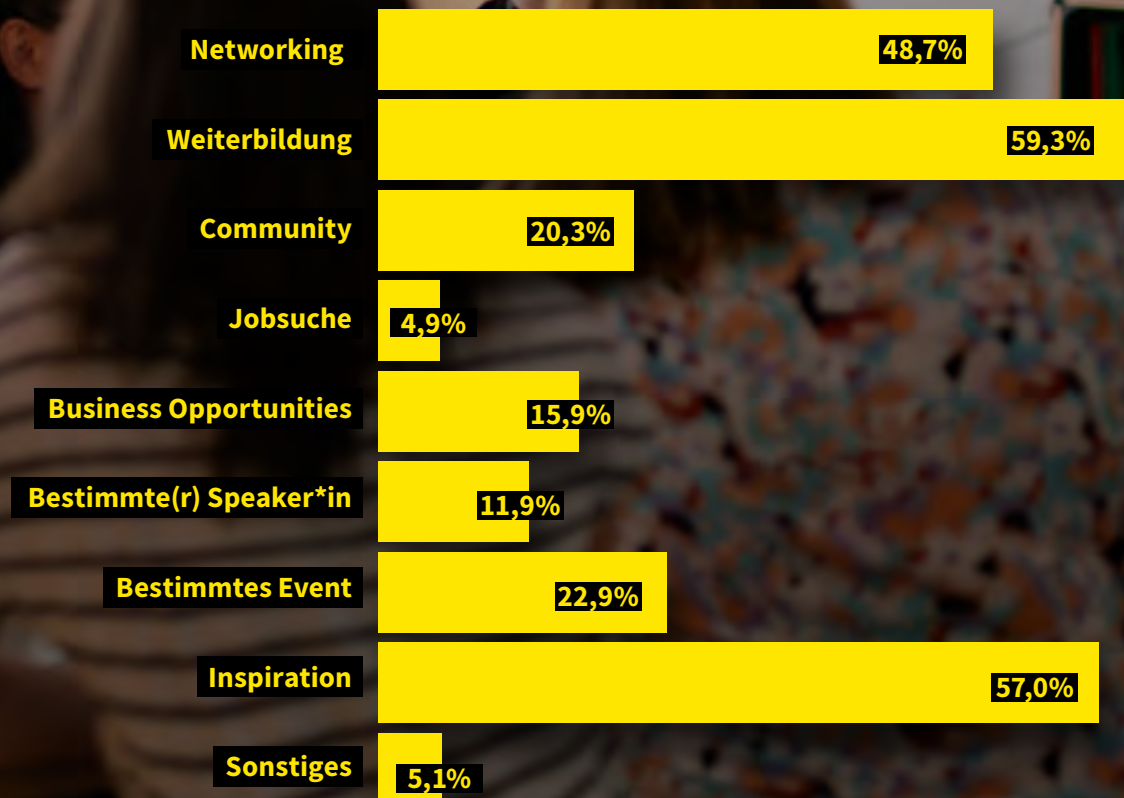 Networking 48,7%
Weiterbildung 59,3%
Community 20,3%
Jobsuche 4,9%
Business Opportunities 15,9%
Bestimmte(r) Speaker*in 11,9%
Bestimmtes Event 22,9%
Inspiration 57,0%
Sonstiges 5,1%